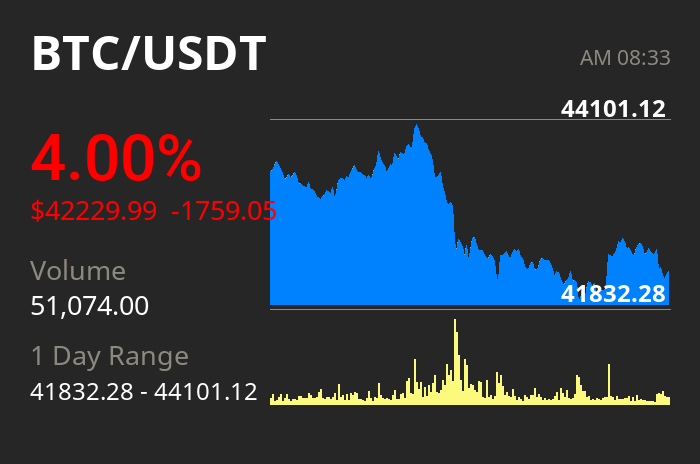 BTC/USDT
AM 08:33
44101.12
4.00%
$42229.99 -1759.05
Volume
51,074.00
41832.28
1 Day Range
41832.28 - 44101.12